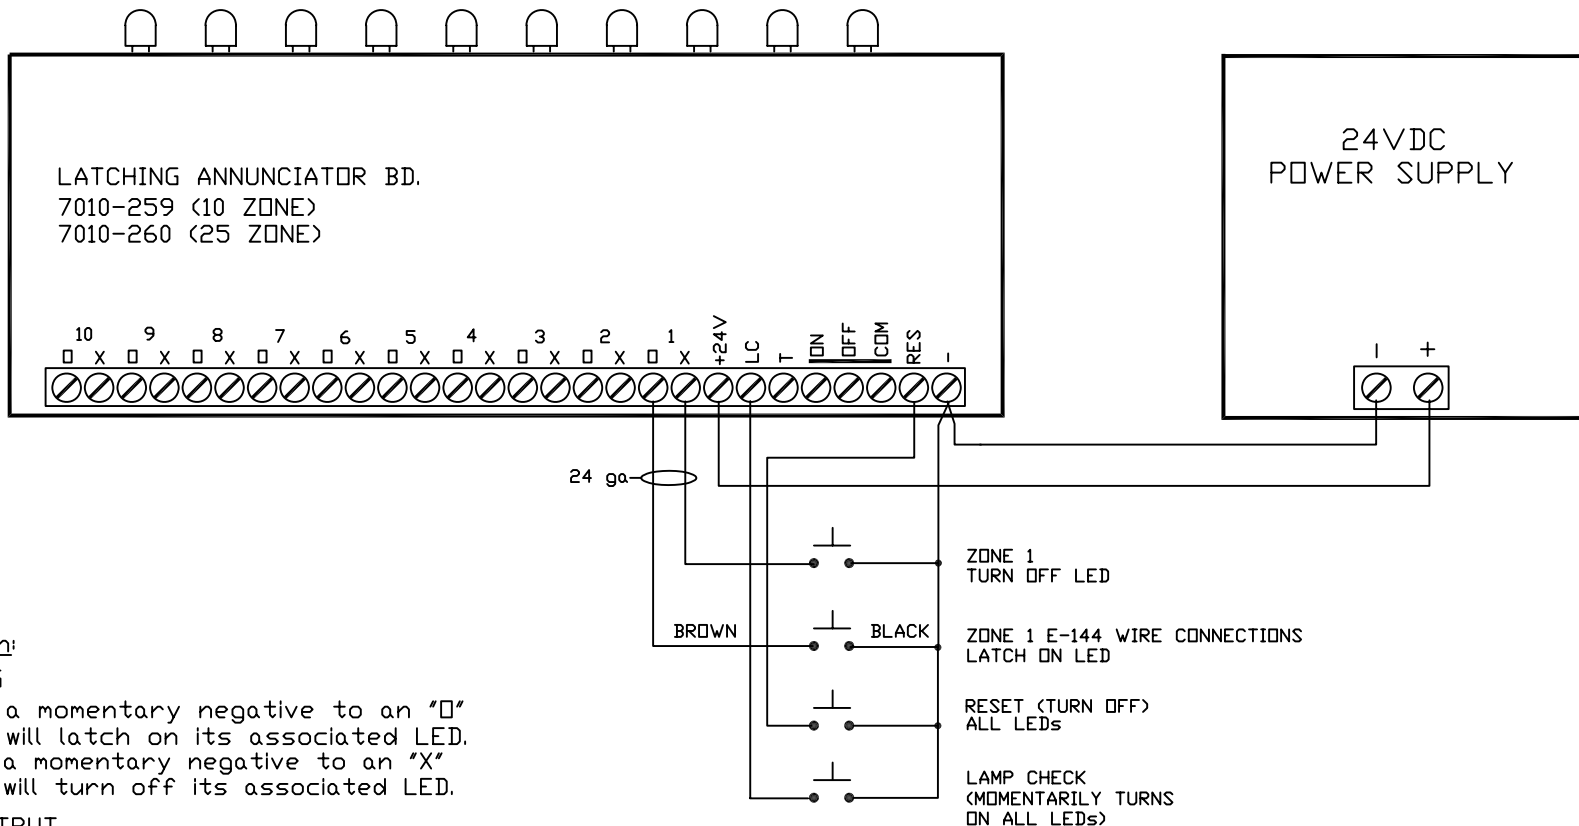 LATCHING ANNUNCIATOR BD.
7010-259 (10 ZONE)
7010-260 (25 ZONE)
24VDC
POWER SUPPLY
10 9 8 7 6 5 4 3 2 1
O X O X O X O X O X O X O X O X O X O X +24V LC T ON OFF COM RES -
- +
24 ga
ZONE 1
TURN OFF LED
BROWN
BLACK
ZONE 1 E-144 WIRE CONNECTIONS
LATCH ON LED
RESET (TURN OFF)
ALL LEDs
LAMP CHECK
(MOMENTARILY TURNS
ON ALL LEDs)
a momentary negative to an "O"
will latch on its associated LED.
a momentary negative to an "X"
will turn off its associated LED.